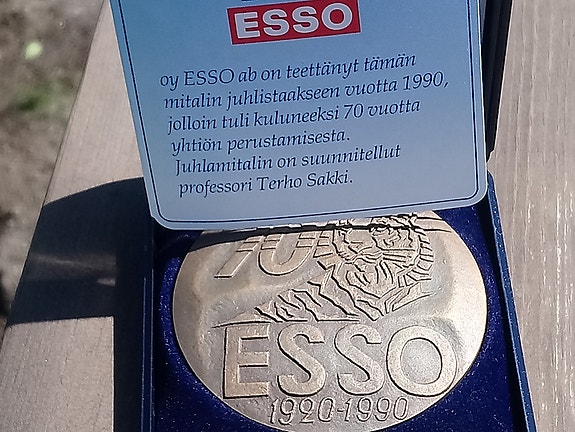 ESSO
oy ESSO ab on teettänyt tämän
mitalin juhlistaakseen vuotta 1990,
jolloin tuli kuluneeksi 70 vuotta
yhtiön perustamisesta.
Juhlamitalin on suunnitellut
professori Terho Sakki.
70
ESSO
1920-1990